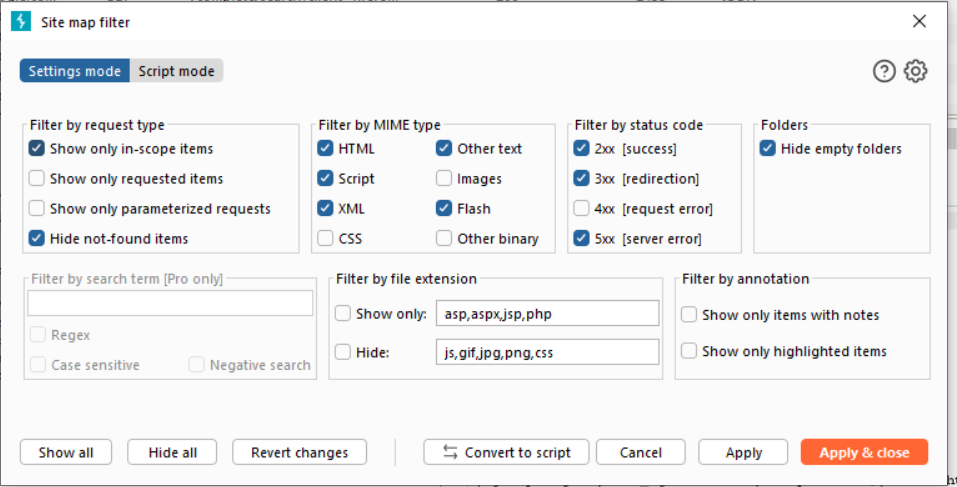 Site map filter
Settings mode Script mode
Filter by request type
Show only in-scope items
Show only requested items
Show only parameterized requests
Hide not-found items
Filter by MIME type
HTML Other text
Script Images
XML Flash
CSS Other binary
Filter by status code
2xx [success]
3xx [redirection]
4xx [request error]
5xx [server error]
Folders
Hide empty folders
Filter by search term [Pro only]
Regex
Case sensitive Negative search
Filter by file extension
Show only: asp,aspx,jsp,php
Hide: js,gif,jpg,png,css
Filter by annotation
Show only items with notes
Show only highlighted items
Show all Hide all Revert changes Convert to script Cancel Apply Apply & close